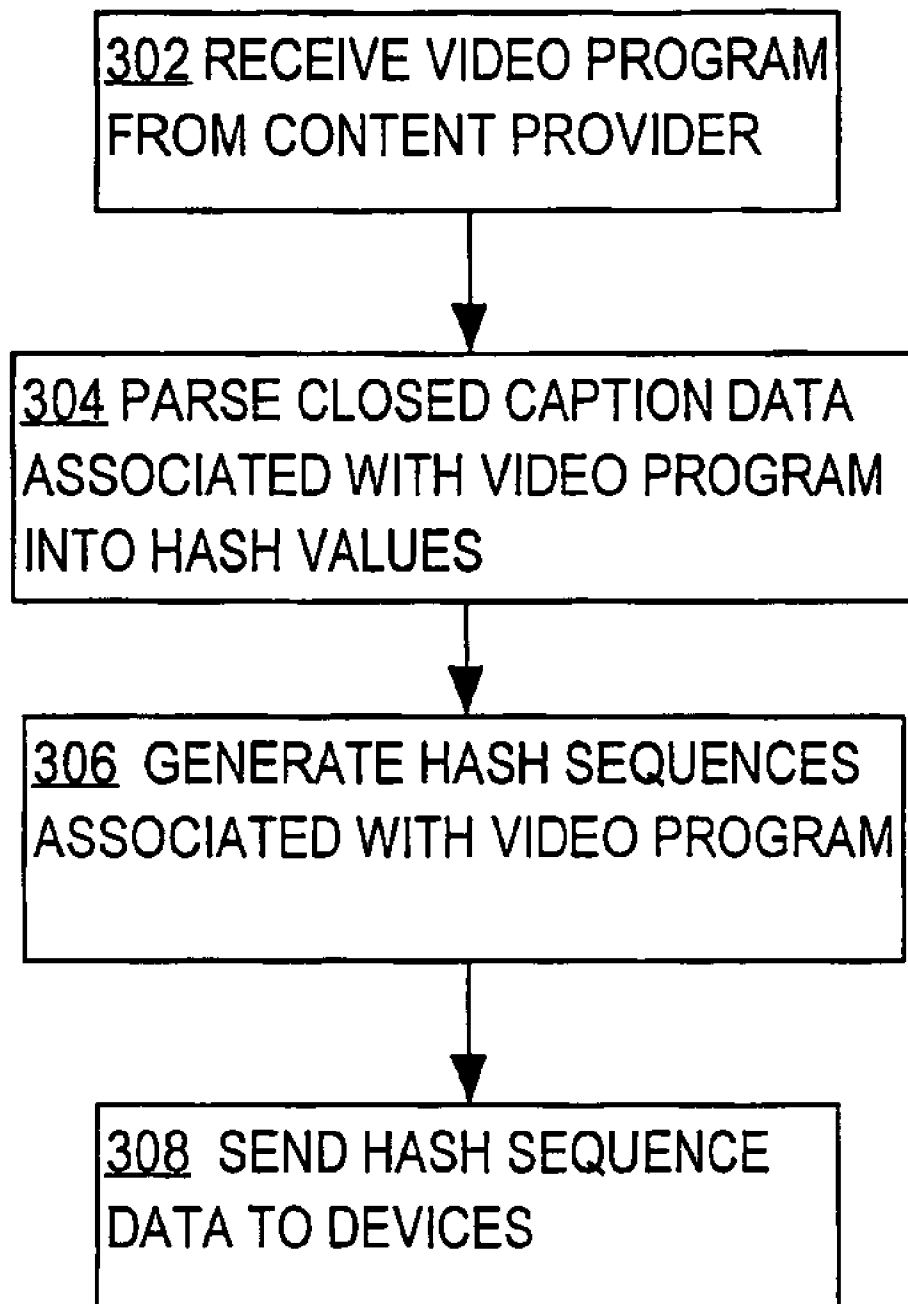 302 RECEIVE VIDEO PROGRAM
FROM CONTENT PROVIDER
304 PARSE CLOSED CAPTION DATA
ASSOCIATED WITH VIDEO PROGRAM
INTO HASH VALUES
306 GENERATE HASH SEQUENCES
ASSOCIATED WITH VIDEO PROGRAM
308 SEND HASH SEQUENCE
DATA TO DEVICES